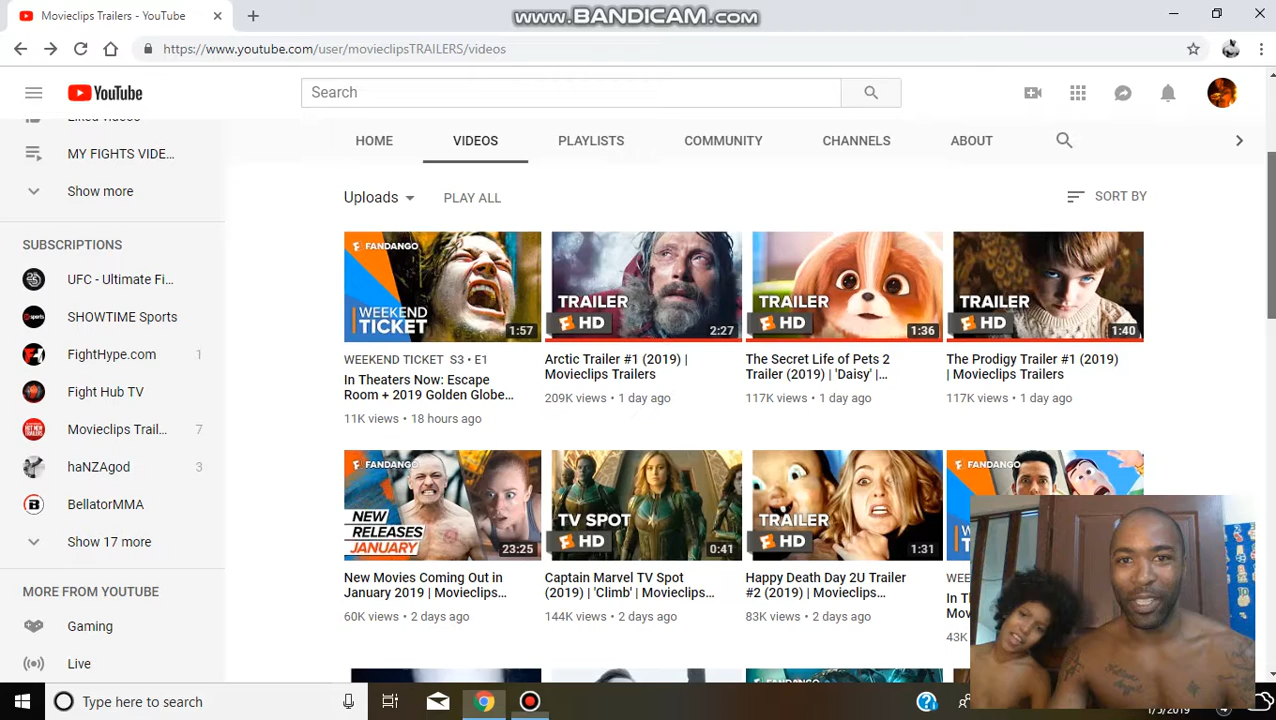 Movieclips Trailers - YouTube
WWW.BANDICAM.COM
https://www.youtube.com/user/movieclipsTRAILERS/videos
YouTube
Search
Liked videos
MY FIGHTS VIDE...
Show more
SUBSCRIPTIONS
UFC - Ultimate Fi...
SHOWTIME Sports
FightHype.com 1
Fight Hub TV
Movieclips Trail... 7
haNZAgod 3
BellatorMMA
Show 17 more
MORE FROM YOUTUBE
Gaming
Live
HOME VIDEOS PLAYLISTS COMMUNITY CHANNELS ABOUT
Uploads PLAY ALL SORT BY
FANDANGO
WEEKEND
TICKET
1:57
TRAILER
HD 2:27
TRAILER
HD 1:36
TRAILER
HD 1:40
WEEKEND TICKET S3 • E1
In Theaters Now: Escape
Room + 2019 Golden Globe...
11K views • 18 hours ago
Arctic Trailer #1 (2019) |
Movieclips Trailers
209K views • 1 day ago
The Secret Life of Pets 2
Trailer (2019) | 'Daisy' |...
117K views • 1 day ago
The Prodigy Trailer #1 (2019)
| Movieclips Trailers
117K views • 1 day ago
FANDANGO
NEW
RELEASES
JANUARY
23:25
TV SPOT
HD 0:41
TRAILER
HD 1:31
FANDANGO
New Movies Coming Out in
January 2019 | Movieclips...
60K views • 2 days ago
Captain Marvel TV Spot
(2019) | 'Climb' | Movieclips...
144K views • 2 days ago
Happy Death Day 2U Trailer
#2 (2019) | Movieclips...
83K views • 2 days ago
WEE
In T
Mov
43K
Type here to search